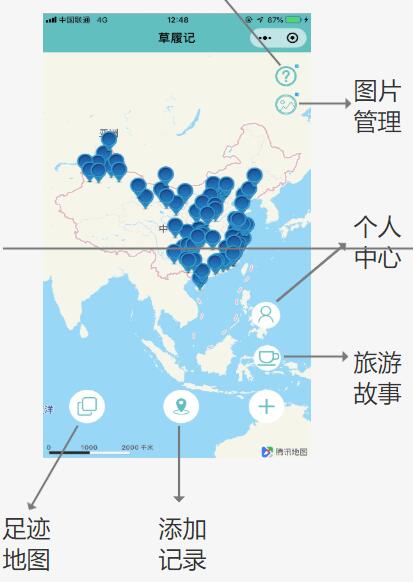 中国联通 4G
12:48
67%
草履记
亚洲
中
洋
0 1000 2000 千米
腾讯地图
图片
管理
个人
中心
旅游
故事
足迹
地图
添加
记录